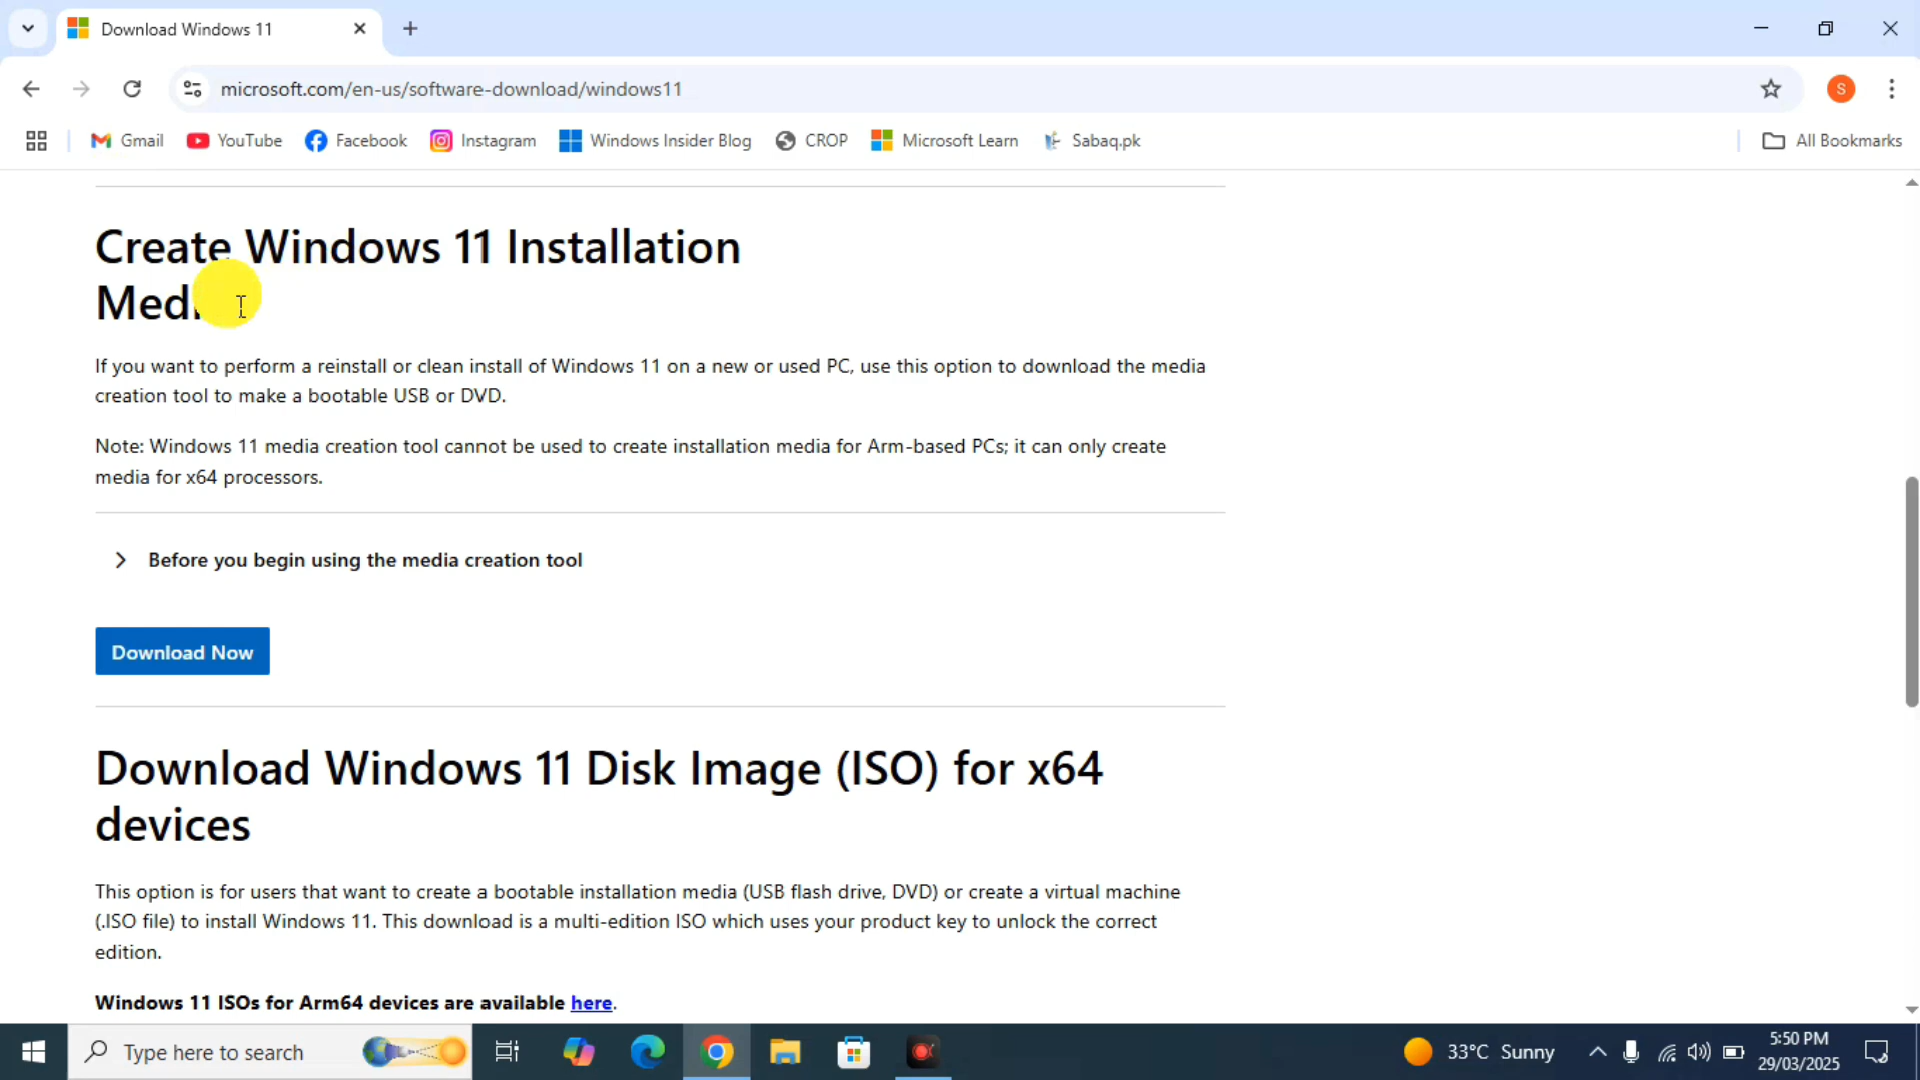 Download Windows 11
microsoft.com/en-us/software-download/windows11
S
Gmail YouTube Facebook Instagram Windows Insider Blog CROP Microsoft Learn Sabaq.pk All Bookmarks
Create Windows 11 Installation
Medi
If you want to perform a reinstall or clean install of Windows 11 on a new or used PC, use this option to download the media
creation tool to make a bootable USB or DVD.
Note: Windows 11 media creation tool cannot be used to create installation media for Arm-based PCs; it can only create
media for x64 processors.
Before you begin using the media creation tool
Download Now
Download Windows 11 Disk Image (ISO) for x64
devices
This option is for users that want to create a bootable installation media (USB flash drive, DVD) or create a virtual machine
(.ISO file) to install Windows 11. This download is a multi-edition ISO which uses your product key to unlock the correct
edition.
Windows 11 ISOs for Arm64 devices are available here.
Type here to search
33°C Sunny
5:50 PM
29/03/2025